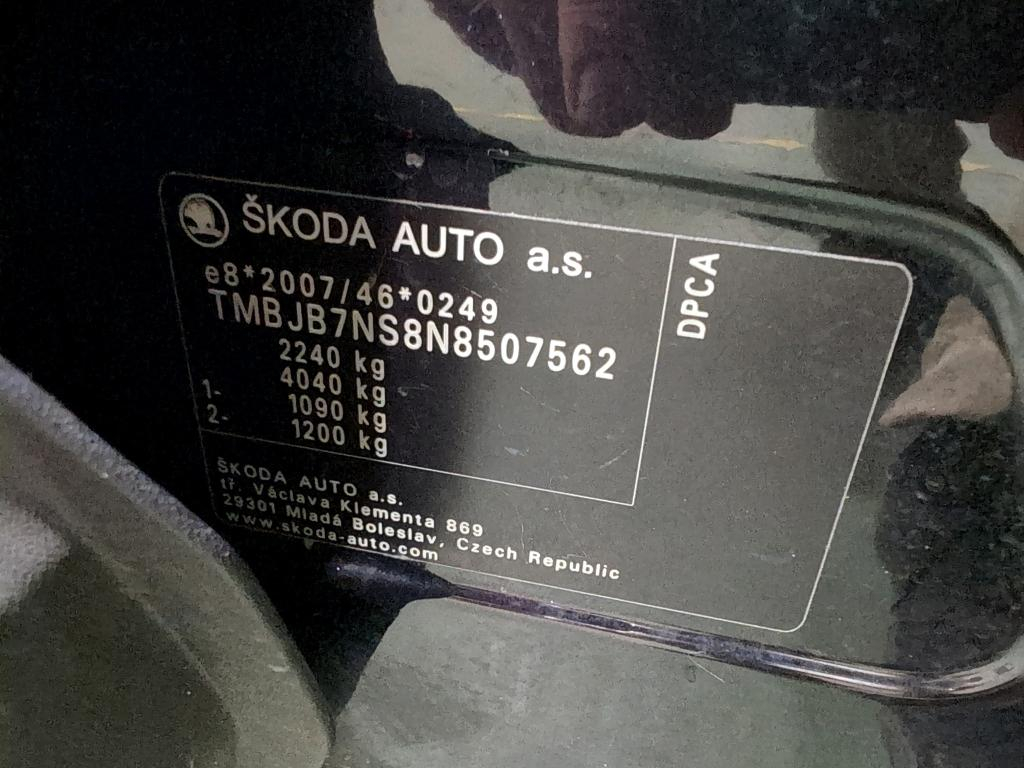 ŠKODA AUTO a.s.
e8*2007/46*0249
TMBJB7NS8N8507562
2240 kg
4040 kg
1- 1090 kg
2- 1200 kg
DPCA
ŠKODA AUTO a.s.
tř. Václava Klementa 869
29301 Mladá Boleslav, Czech Republic
www.skoda-auto.com